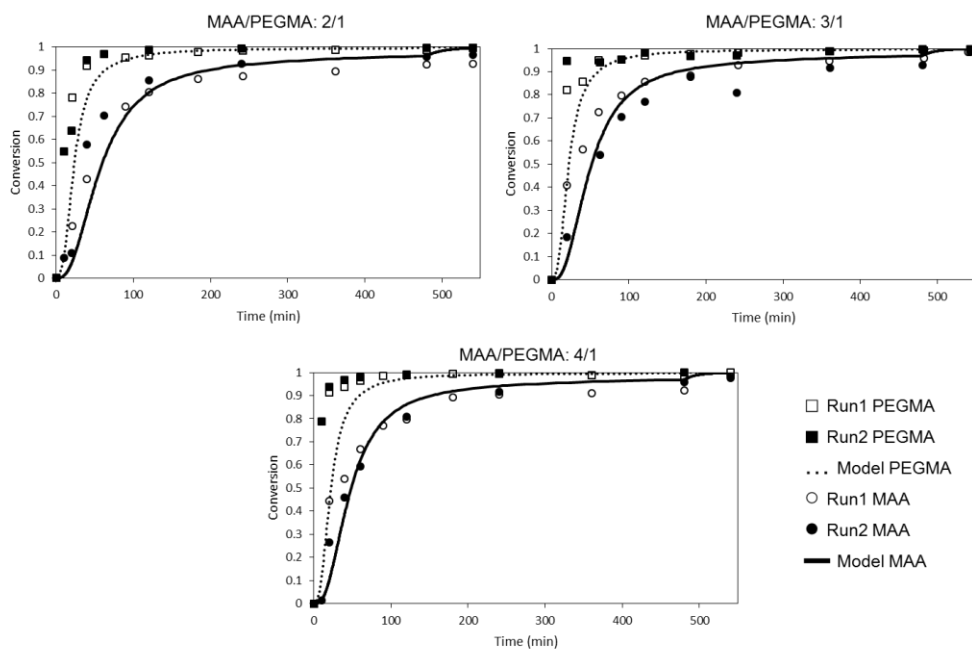 MAA/PEGMA: 2/1
1
0.9
0.8
0.7
0.6
0.5
0.4
0.3
0.2
0.1
0
Conversion
0 100 200 300 400 500
Time (min)
MAA/PEGMA: 3/1
1
0.9
0.8
0.7
0.6
0.5
0.4
0.3
0.2
0.1
0
Conversion
0 100 200 300 400 500
Time (min)
MAA/PEGMA: 4/1
1
0.9
0.8
0.7
0.6
0.5
0.4
0.3
0.2
0.1
0
Conversion
0 100 200 300 400 500
Time (min)
Run1 PEGMA
Run2 PEGMA
Model PEGMA
Run1 MAA
Run2 MAA
Model MAA